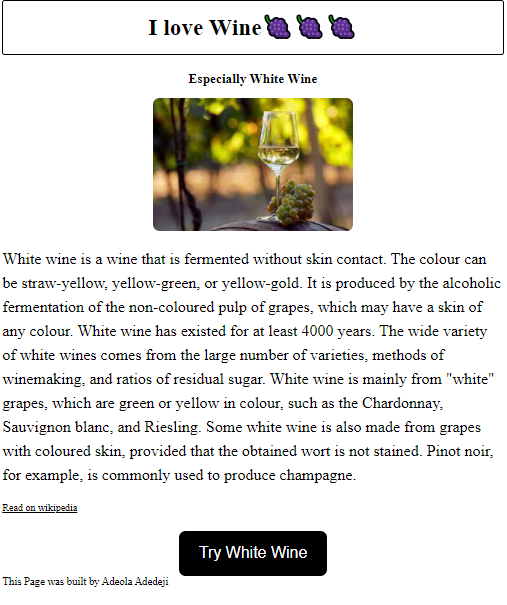 I love Wine🍇🍇🍇
Especially White Wine
White wine is a wine that is fermented without skin contact. The colour can
be straw-yellow, yellow-green, or yellow-gold. It is produced by the alcoholic
fermentation of the non-coloured pulp of grapes, which may have a skin of
any colour. White wine has existed for at least 4000 years. The wide variety
of white wines comes from the large number of varieties, methods of
winemaking, and ratios of residual sugar. White wine is mainly from "white"
grapes, which are green or yellow in colour, such as the Chardonnay,
Sauvignon blanc, and Riesling. Some white wine is also made from grapes
with coloured skin, provided that the obtained wort is not stained. Pinot noir,
for example, is commonly used to produce champagne.
Read on wikipedia
Try White Wine
This Page was built by Adeola Adedeji